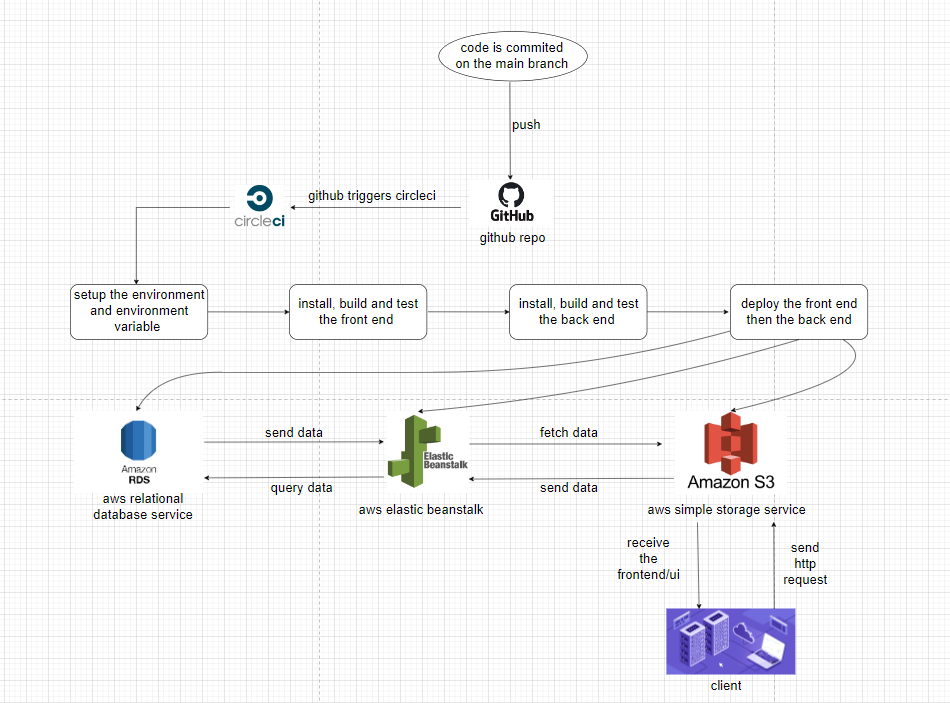 code is commited
on the main branch
push
github triggers circleci
circleci
GitHub
github repo
setup the environment
and environment
variable
install, build and test
the front end
install, build and test
the back end
deploy the front end
then the back end
Amazon
RDS
aws relational
database service
send data
query data
Elastic
Beanstalk
aws elastic beanstalk
fetch data
send data
Amazon S3
aws simple storage service
receive
the
frontend/ui
send
http
request
client